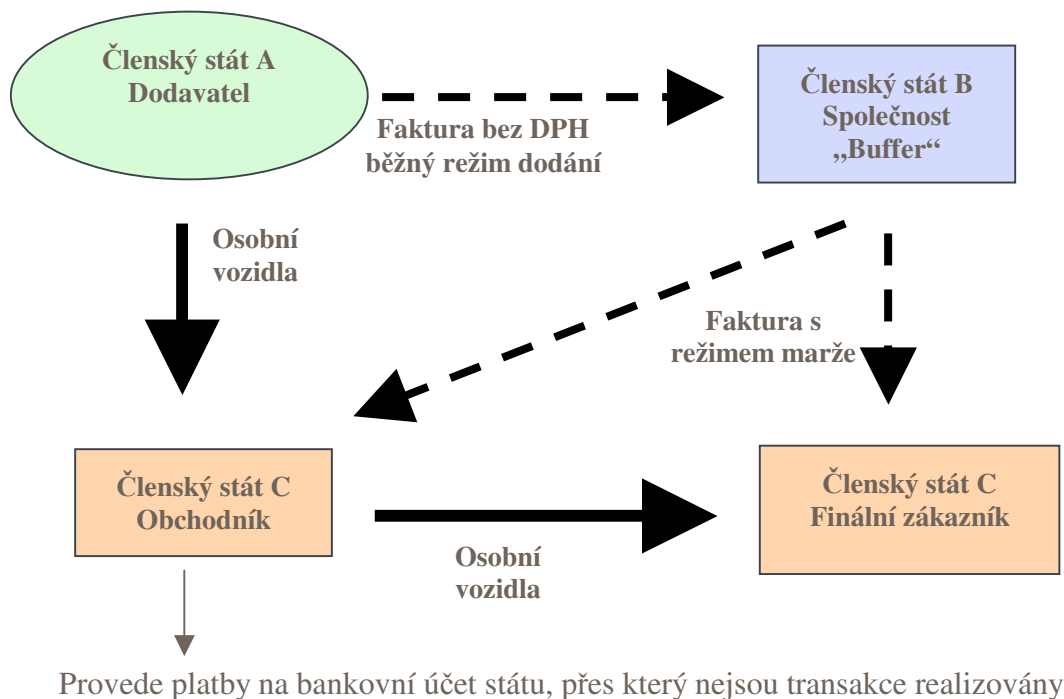 Členský stát A
Dodavatel
Členský stát B
Společnost
„Buffer“
Faktura bez DPH
běžný režim dodání
Osobní
vozidla
Faktura s
režimem marže
Členský stát C
Obchodník
Členský stát C
Finální zákazník
Osobní
vozidla
Provede platby na bankovní účet státu, přes který nejsou transakce realizovány